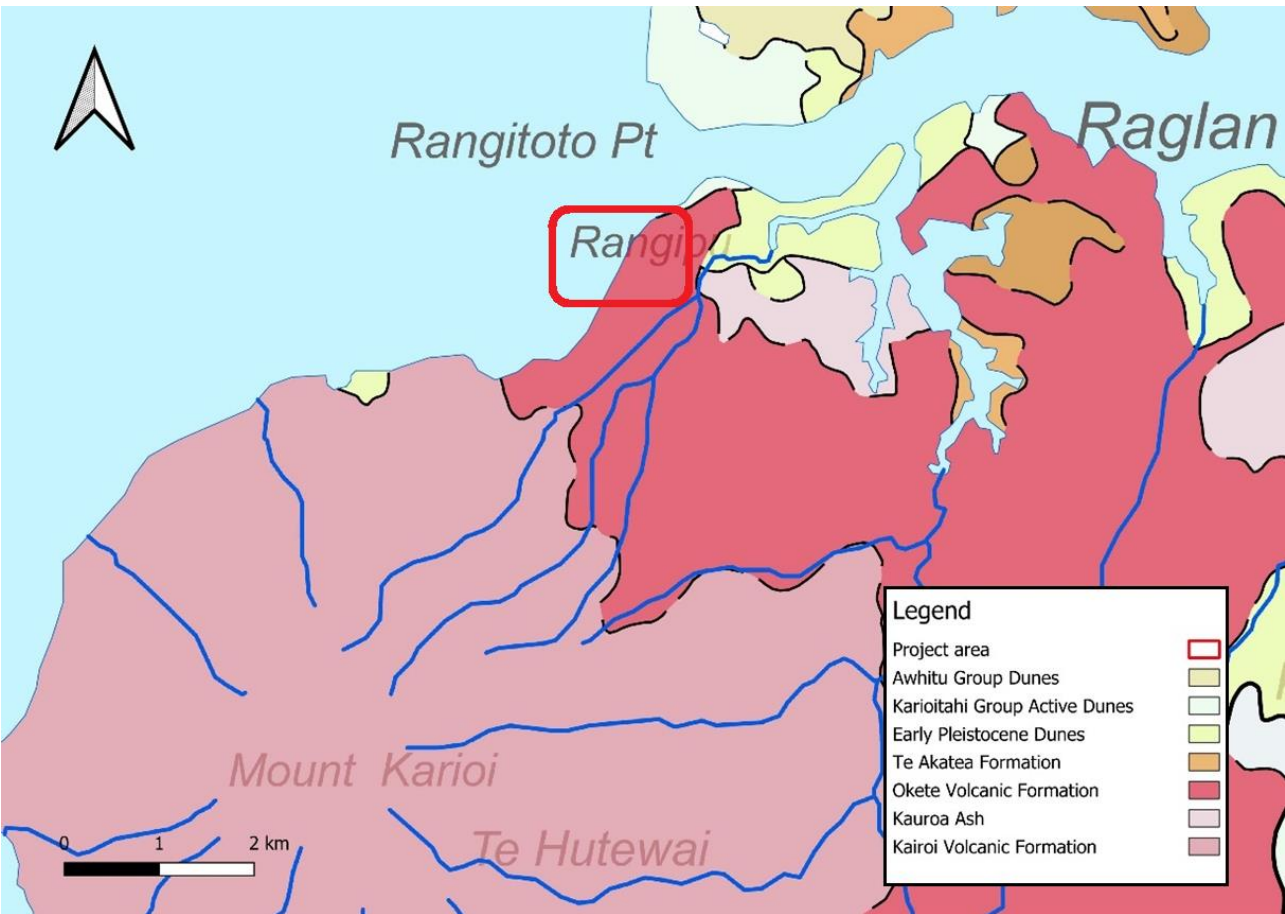 Rangitoto Pt
Raglan
Rangipu
Mount Karioi
Te Hutewai
0 1 2 km
Legend
Project area
Awhitu Group Dunes
Karioitahi Group Active Dunes
Early Pleistocene Dunes
Te Akatea Formation
Okete Volcanic Formation
Kauroa Ash
Kairoi Volcanic Formation